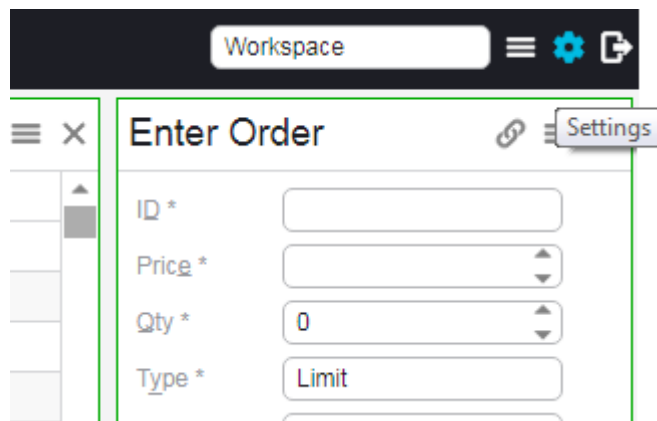 Workspace
Enter Order
Settings
ID *
Price *
Qty * 0
Type * Limit